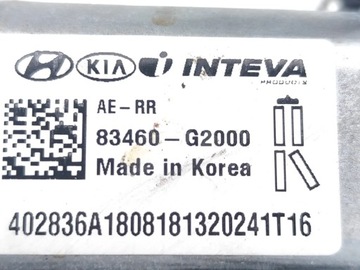 KIA INTEVA
PRODUCTS
AE-RR
83460-G2000
Made in Korea
402836A1808181320241T16